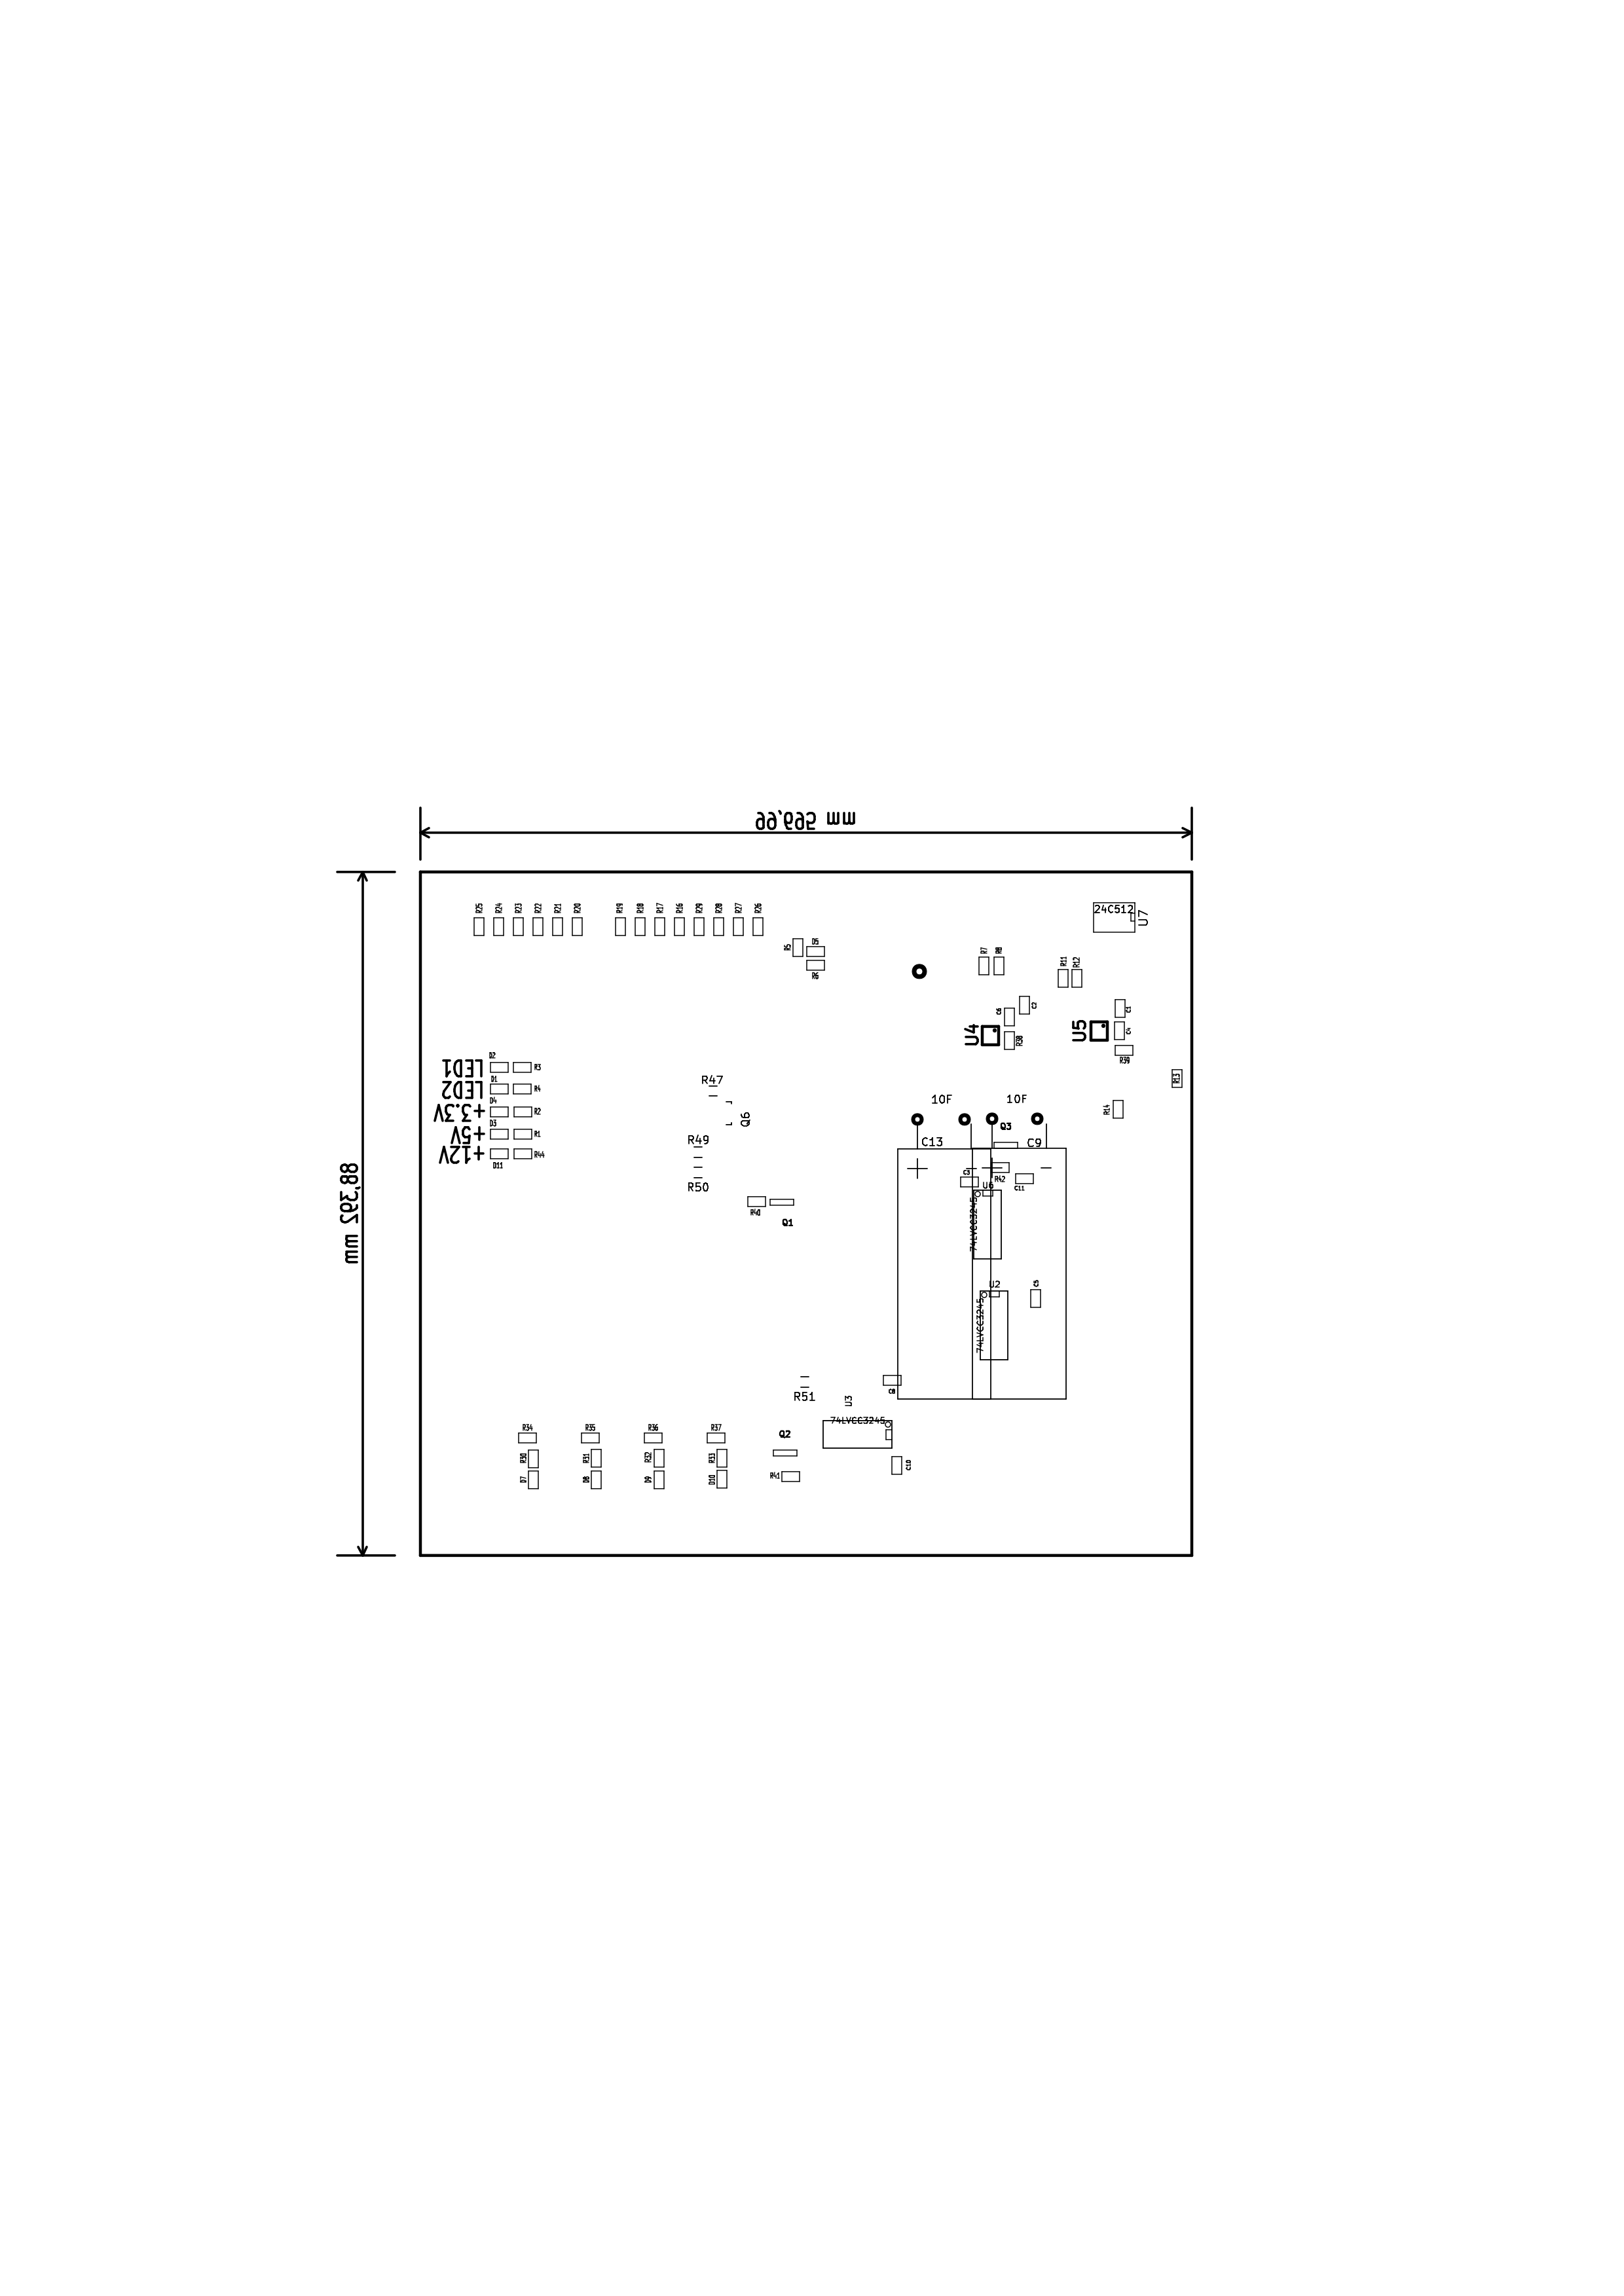 99,695 mm
88,392 mm
R25
R24
R23
R22
R21
R20
R19
R18
R17
R16
R29
R28
R27
R26
24C512
U7
R5
D5
R6
R7
R8
R11
R12
C6
C2
C1
U4
R38
U5
C4
R39
D2
LED1
R3
D1
LED2
R4
D4
+3.3V
R2
D3
+5V
R1
+12V
R44
D11
R47
Q6
R49
R50
R13
R14
10F
10F
Q3
C13
C9
C3
R42
C11
U6
74LVCC3245
R40
Q1
U2
74LVCC3245
C5
R51
C8
U3
74LVCC3245
R34
R35
R36
R37
Q2
R30
R31
R32
R33
D7
D8
D9
D10
R41
C10